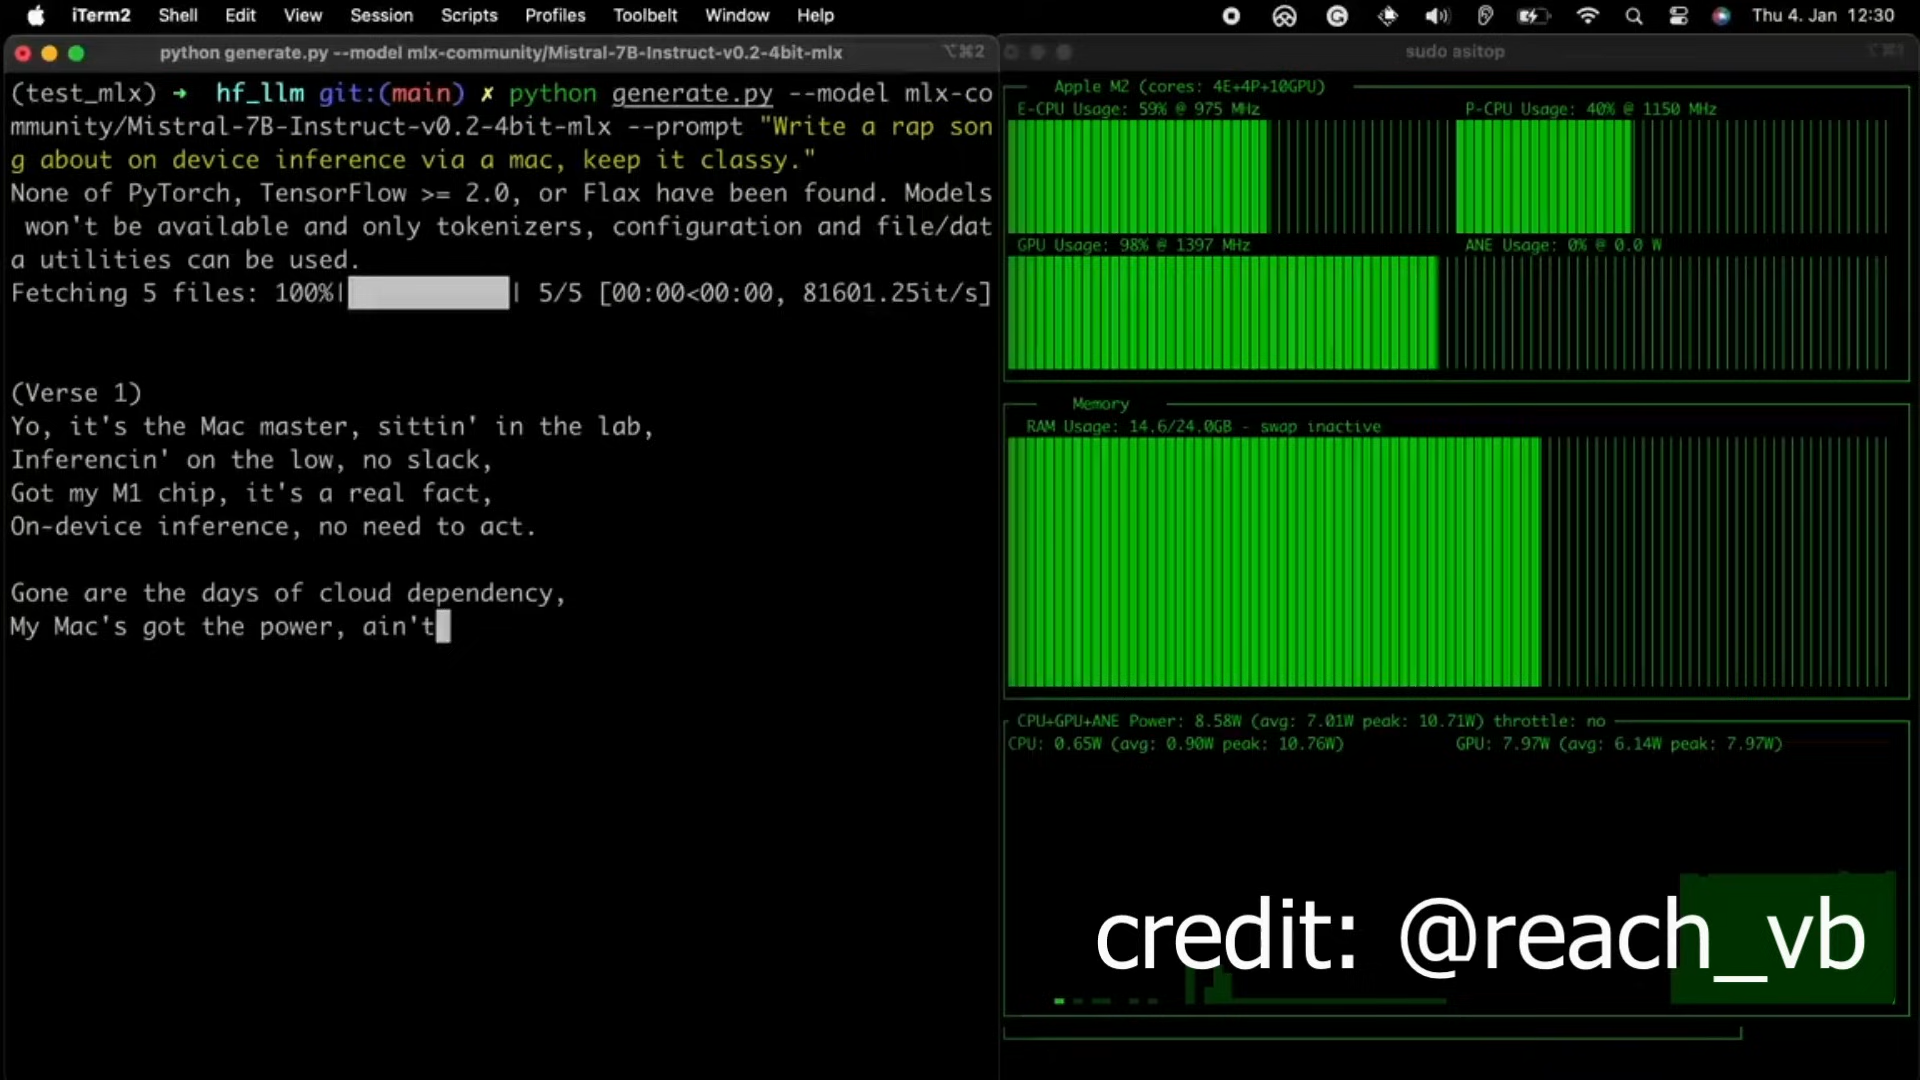 iTerm2 Shell Edit View Session Scripts Profiles Toolbelt Window Help Thu 4. Jan 12:30
python generate.py --model mlx-community/Mistral-7B-Instruct-v0.2-4bit-mlx ⌥⌘2
(test_mlx) → hf_llm git:(main) ✗ python generate.py --model mlx-co
mmunity/Mistral-7B-Instruct-v0.2-4bit-mlx --prompt "Write a rap son
g about on device inference via a mac, keep it classy."
None of PyTorch, TensorFlow >= 2.0, or Flax have been found. Models
won't be available and only tokenizers, configuration and file/dat
a utilities can be used.
Fetching 5 files: 100%| | 5/5 [00:00<00:00, 81601.25it/s]
(Verse 1)
Yo, it's the Mac master, sittin' in the lab,
Inferencin' on the low, no slack,
Got my M1 chip, it's a real fact,
On-device inference, no need to act.
Gone are the days of cloud dependency,
My Mac's got the power, ain't
sudo asitop
Apple M2 (cores: 4E+4P+10GPU)
E-CPU Usage: 59% @ 975 MHz
P-CPU Usage: 40% @ 1150 MHz
GPU Usage: 98% @ 1397 MHz
ANE Usage: 0% @ 0.0 W
Memory
RAM Usage: 14.6/24.0GB - swap inactive
CPU+GPU+ANE Power: 8.58W (avg: 7.01W peak: 10.71W) throttle: no
CPU: 0.65W (avg: 0.90W peak: 10.76W)
GPU: 7.97W (avg: 6.14W peak: 7.97W)
credit: @reach_vb